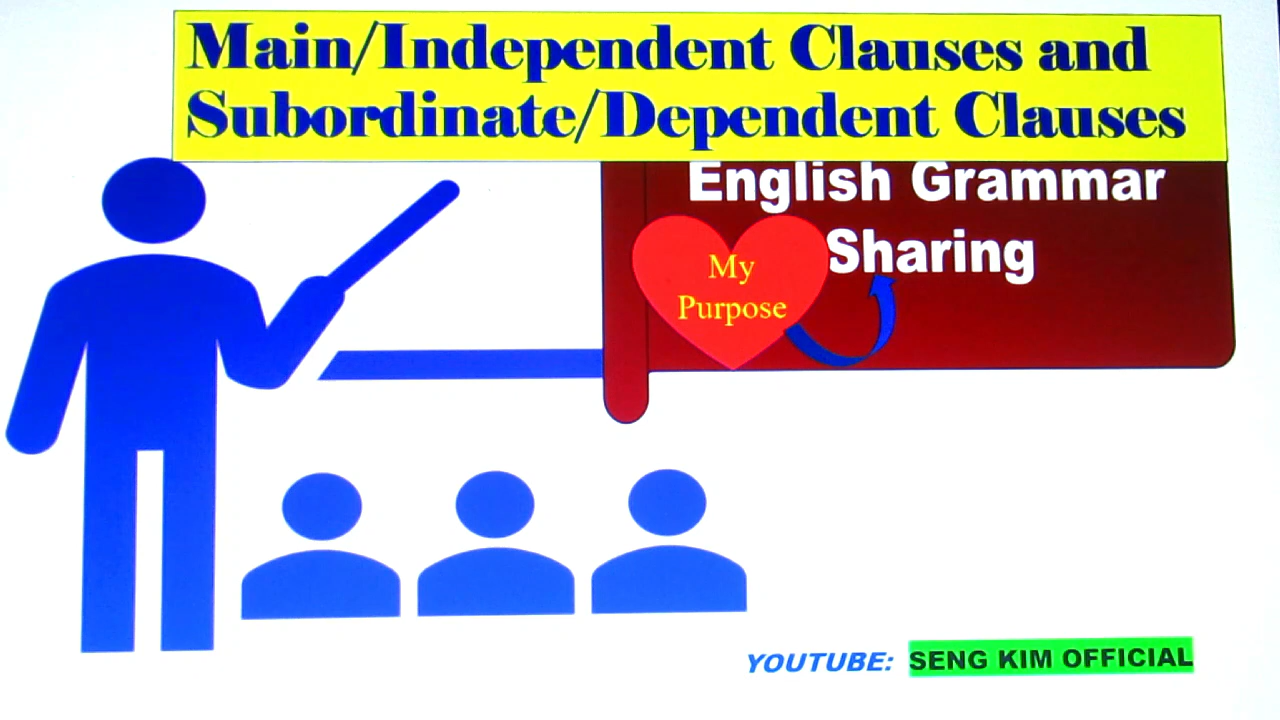 Main/Independent Clauses and
Subordinate/Dependent Clauses
English Grammar
Sharing
My
Purpose
YOUTUBE: SENG KIM OFFICIAL